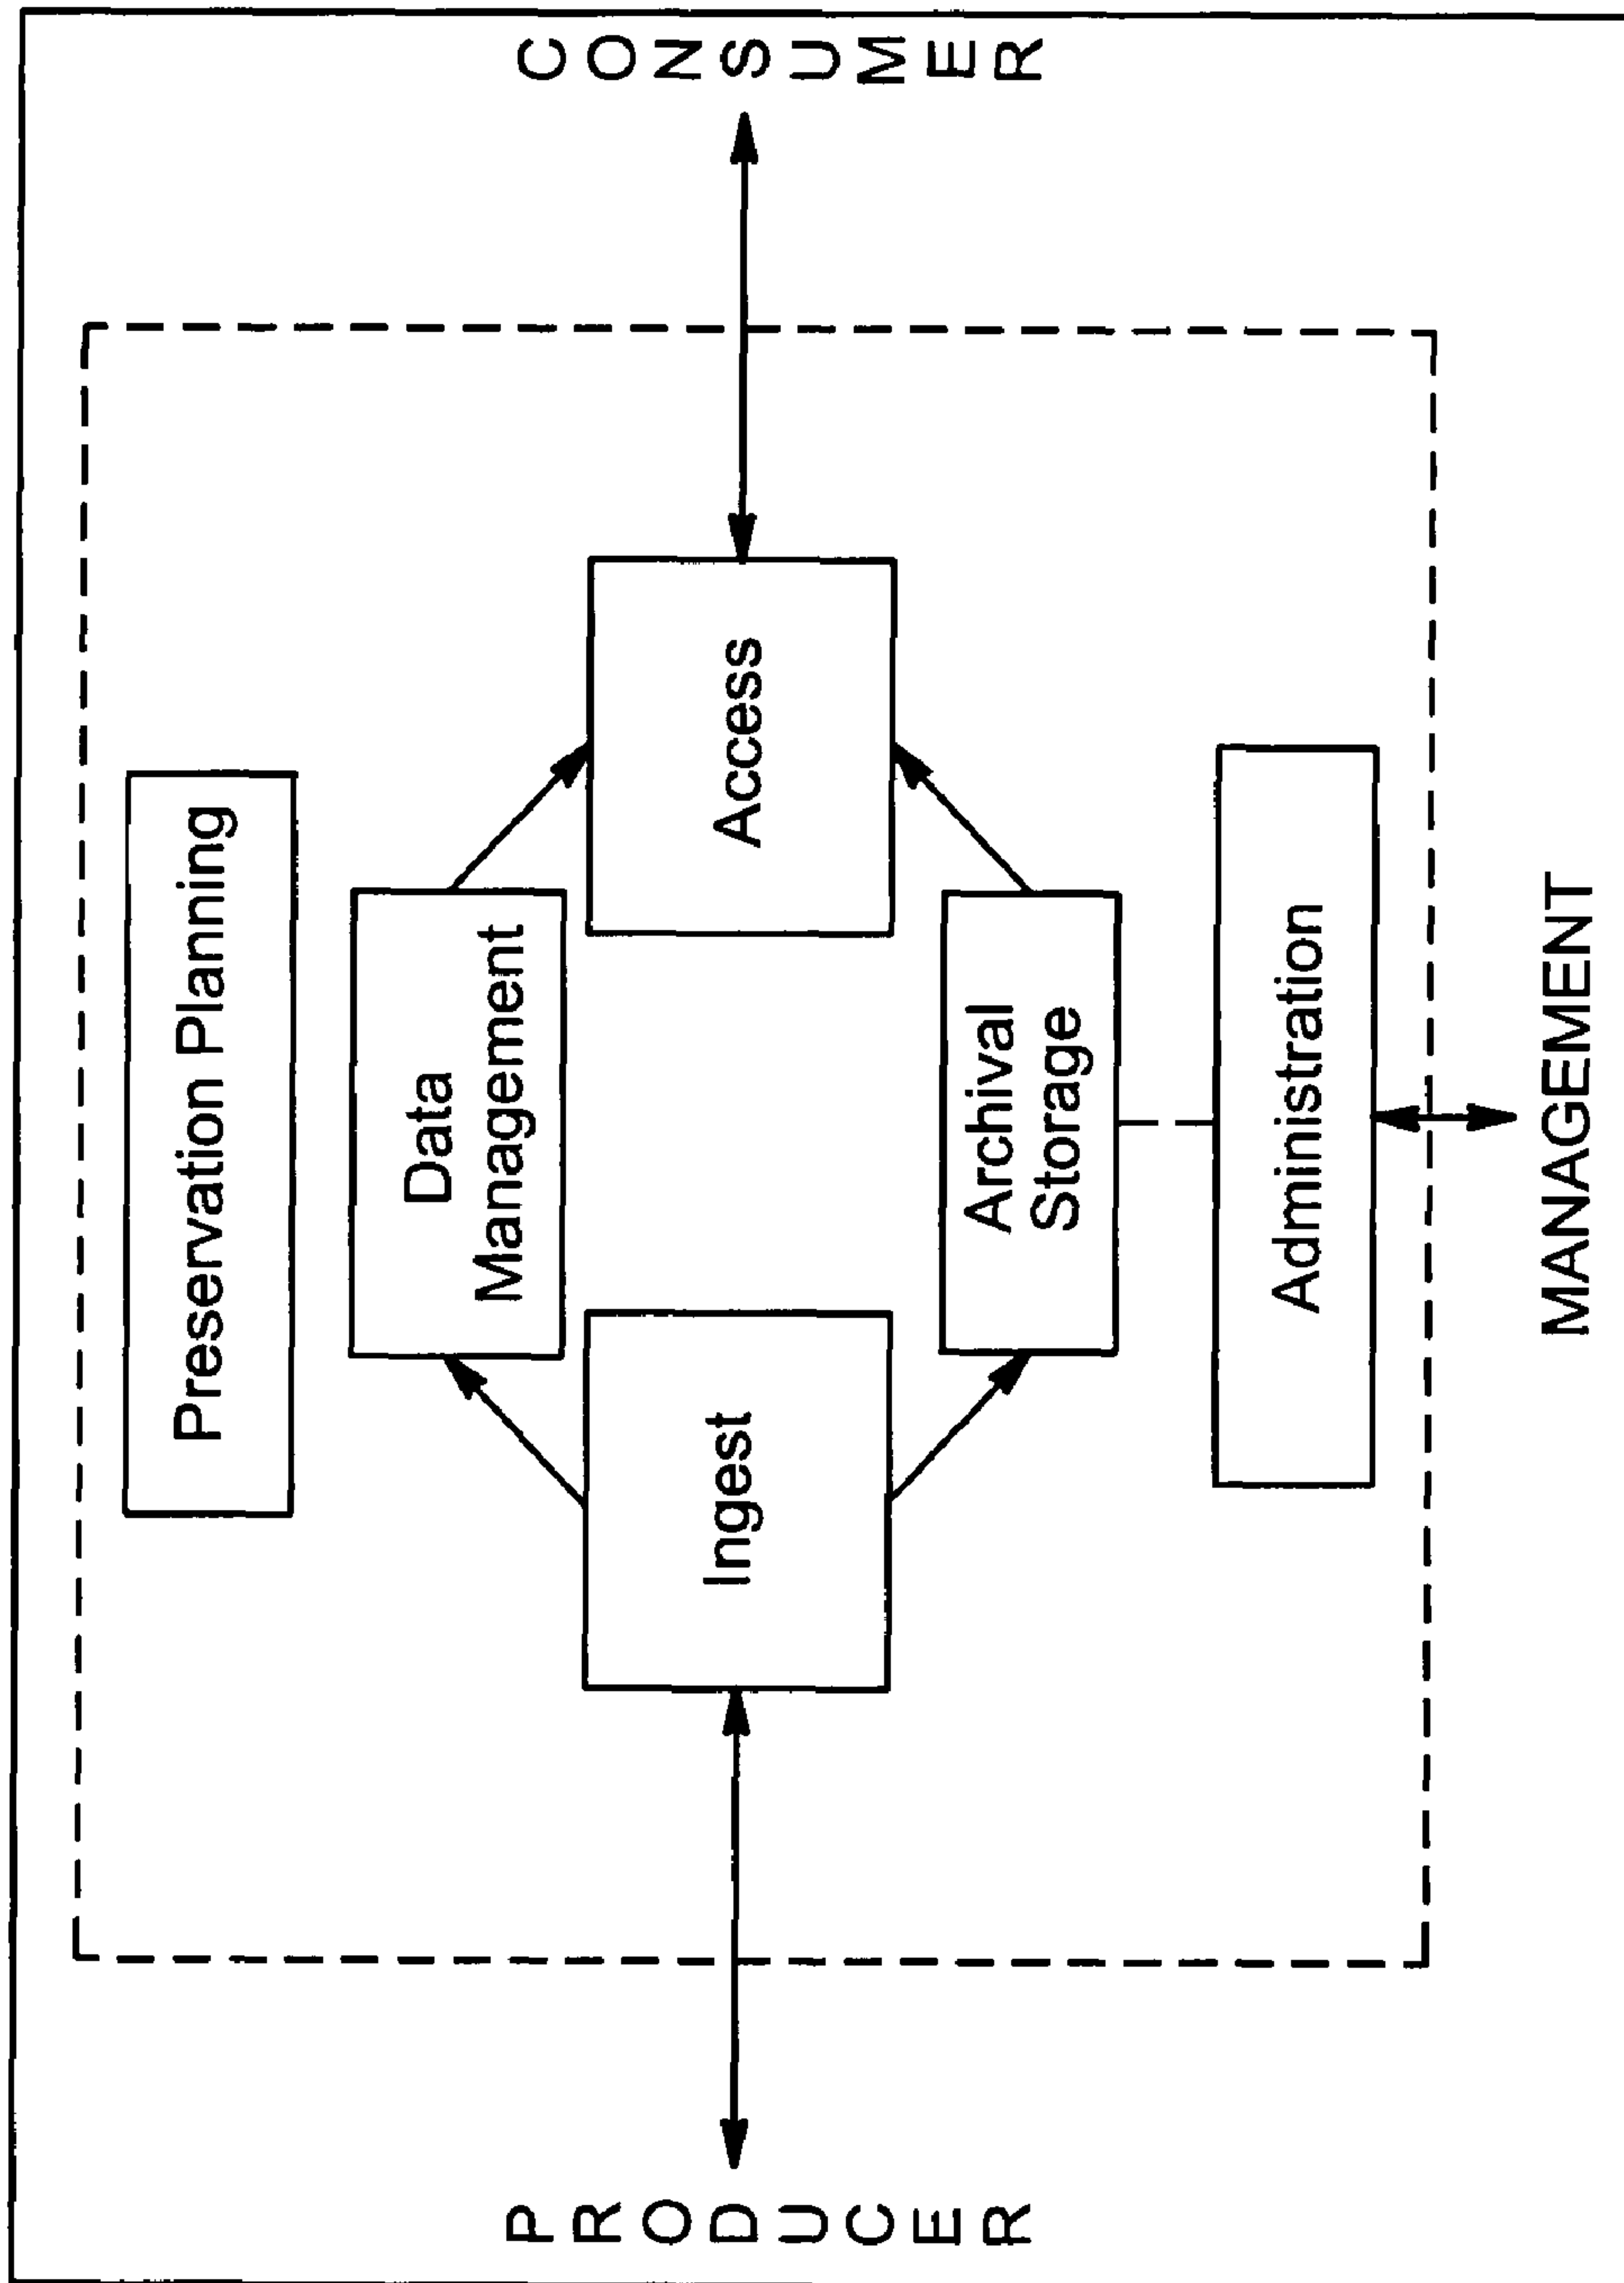 Preservation Planning
PRODUCER
Ingest
Data
Management
Archival
Storage
Access
CONSUMER
Administration
MANAGEMENT